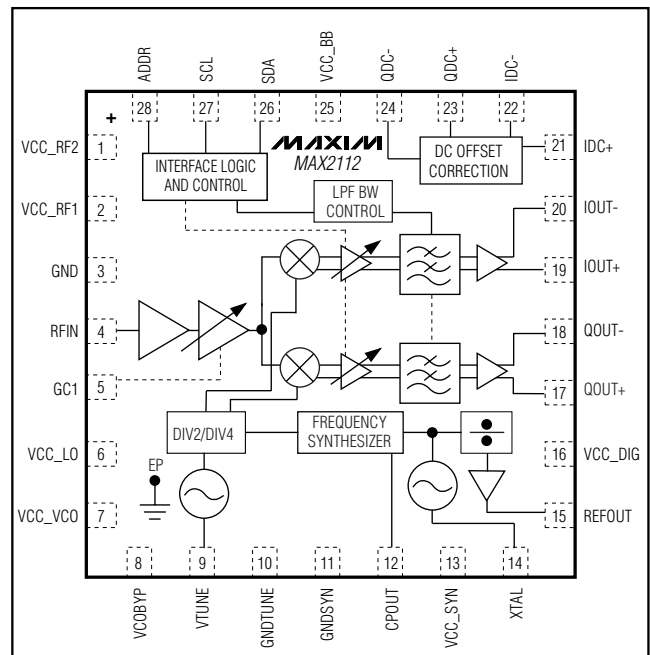 ADDR
SCL
SDA
VCC_BB
QDC-
QDC+
IDC-
28
27
26
25
24
23
22
+
VCC_RF2
1
MAXIM
MAX2112
21
IDC+
INTERFACE LOGIC
AND CONTROL
DC OFFSET
CORRECTION
LPF BW
CONTROL
VCC_RF1
2
20
IOUT-
GND
3
19
IOUT+
RFIN
4
18
QOUT-
GC1
5
17
QOUT+
DIV2/DIV4
FREQUENCY
SYNTHESIZER
VCC_LO
6
16
VCC_DIG
EP
VCC_VCO
7
15
REFOUT
8
9
10
11
12
13
14
VCOBYP
VTUNE
GNDTUNE
GNDSYN
CPOUT
VCC_SYN
XTAL